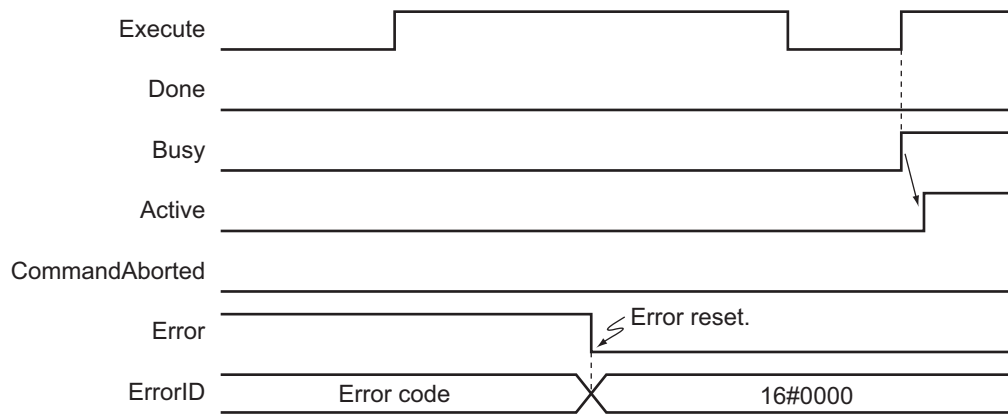 Execute
Done
Busy
Active
CommandAborted
Error
Error reset.
ErrorID
Error code
16#0000